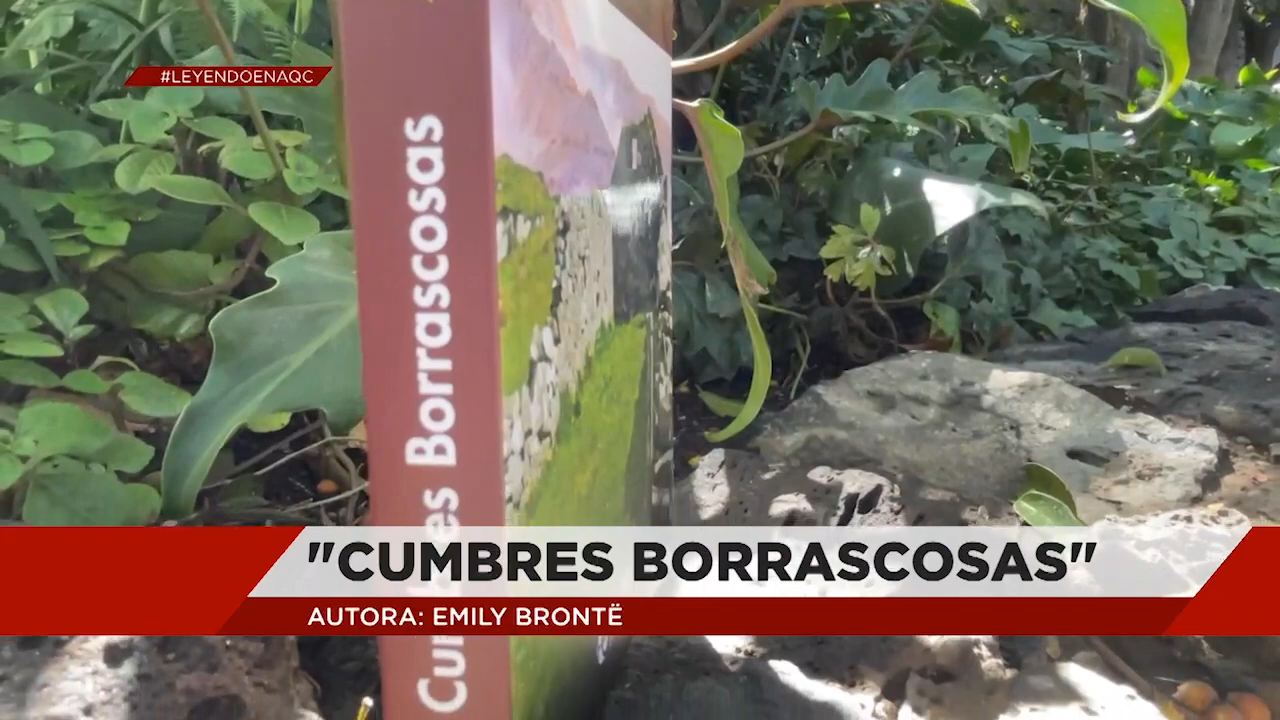 #LEYENDOENAQC
Cumbres Borrascosas
"CUMBRES BORRASCOSAS"
AUTORA: EMILY BRONTË